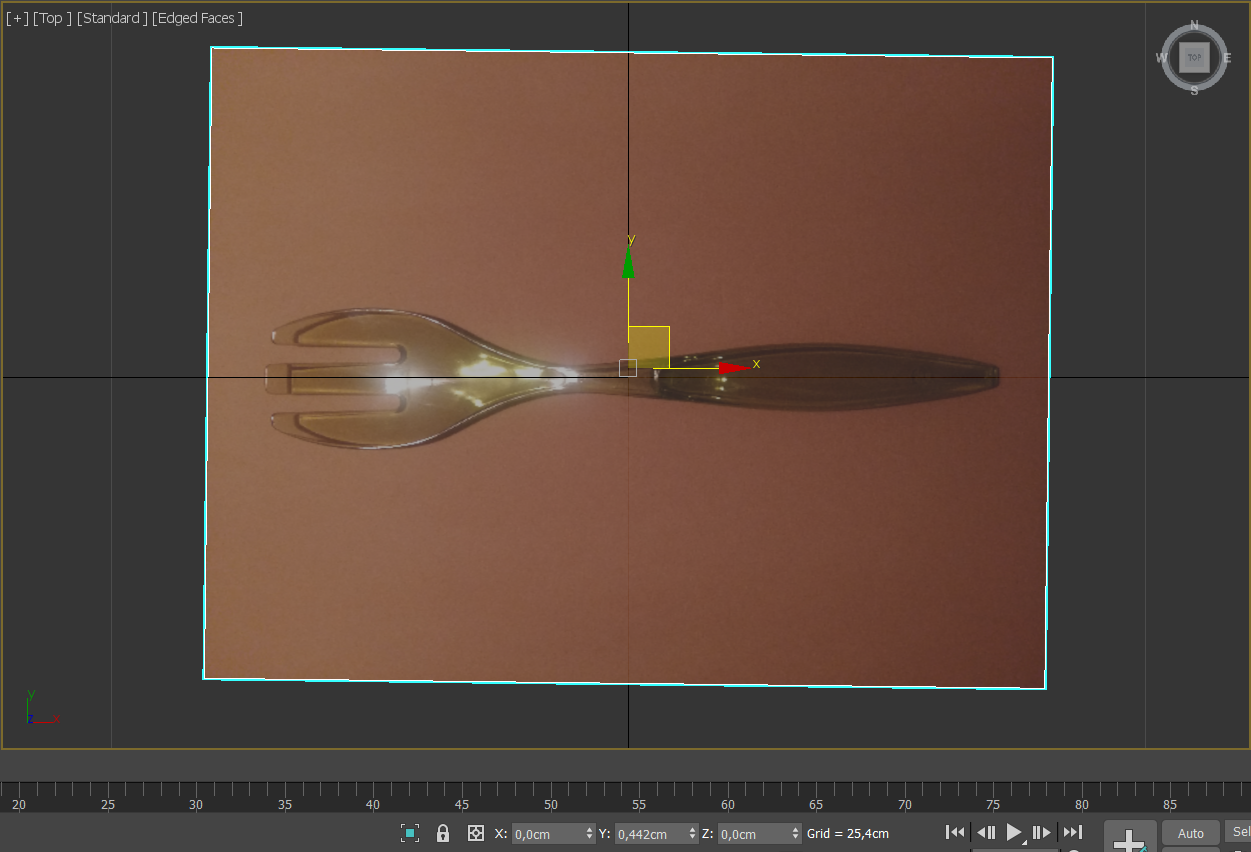 [+] [Top ] [Standard ] [Edged Faces ]
N
W TOP E
S
y
x
y
z x
20 25 30 35 40 45 50 55 60 65 70 75 80 85
X: 0,0cm Y: 0,442cm Z: 0,0cm Grid = 25,4cm Auto Sel